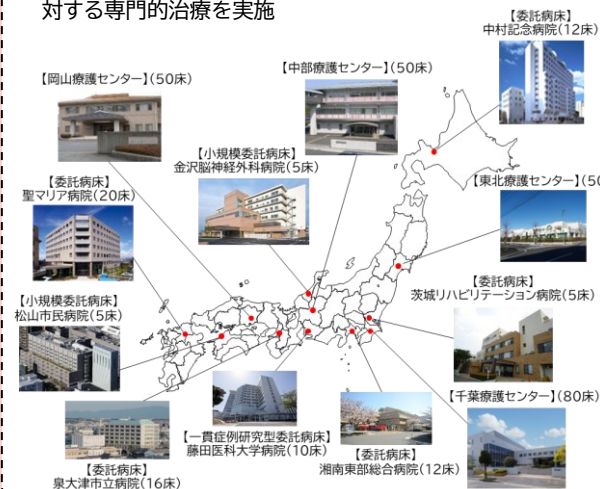 対する専門的治療を実施
【委託病床】
中村記念病院(12床)
【中部療護センター】(50床)
【岡山療護センター】(50床)
【小規模委託病床】
金沢脳神経外科病院(5床)
【委託病床】
聖マリア病院(20床)
【東北療護センター】(50
【委託病床】
茨城リハビリテーション病院(5床)
【小規模委託病床】
松山市民病院(5床)
【千葉療護センター】(80床)
【一貫症例研究型委託病床】
藤田医科大学病院(10床)
【委託病床】
湘南東部総合病院(12床)
【委託病床】
泉大津市立病院(16床)